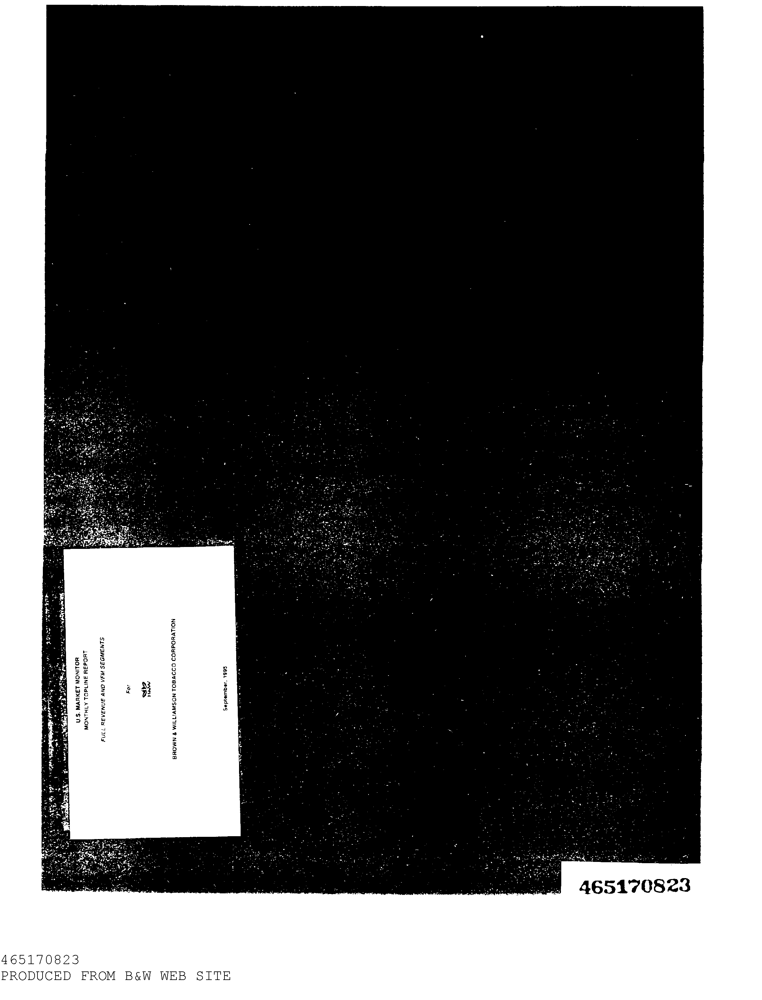 U.S. MARKET MONITOR
MONTHLY TOPLINE REPORT
FULL REVENUE AND VFM SEGMENTS
For
BROWN & WILLIAMSON TOBACCO CORPORATION
September, 1995
465170823
465170823
PRODUCED FROM B&W WEB SITE